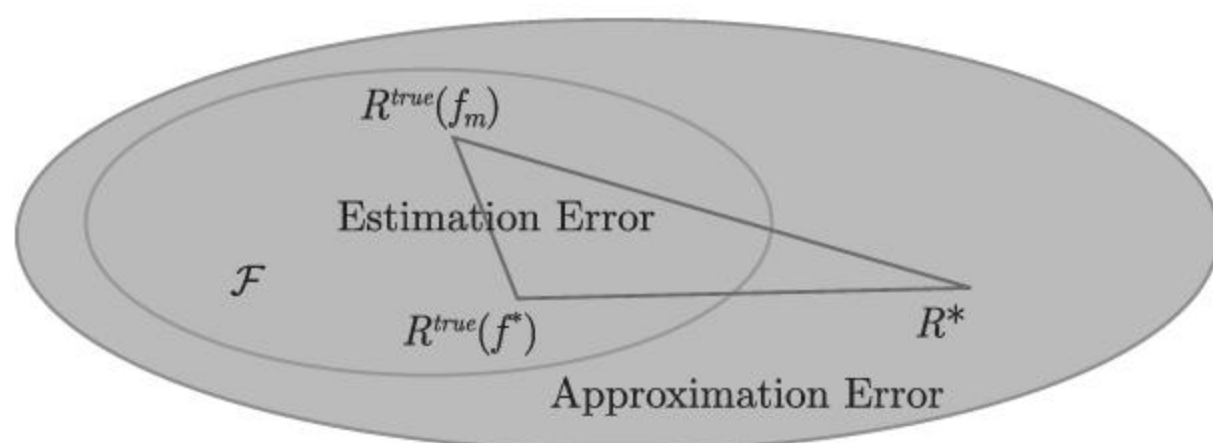 R^{true}(f_m)
Estimation Error
ℱ
R^{true}(f^*)
R*
Approximation Error